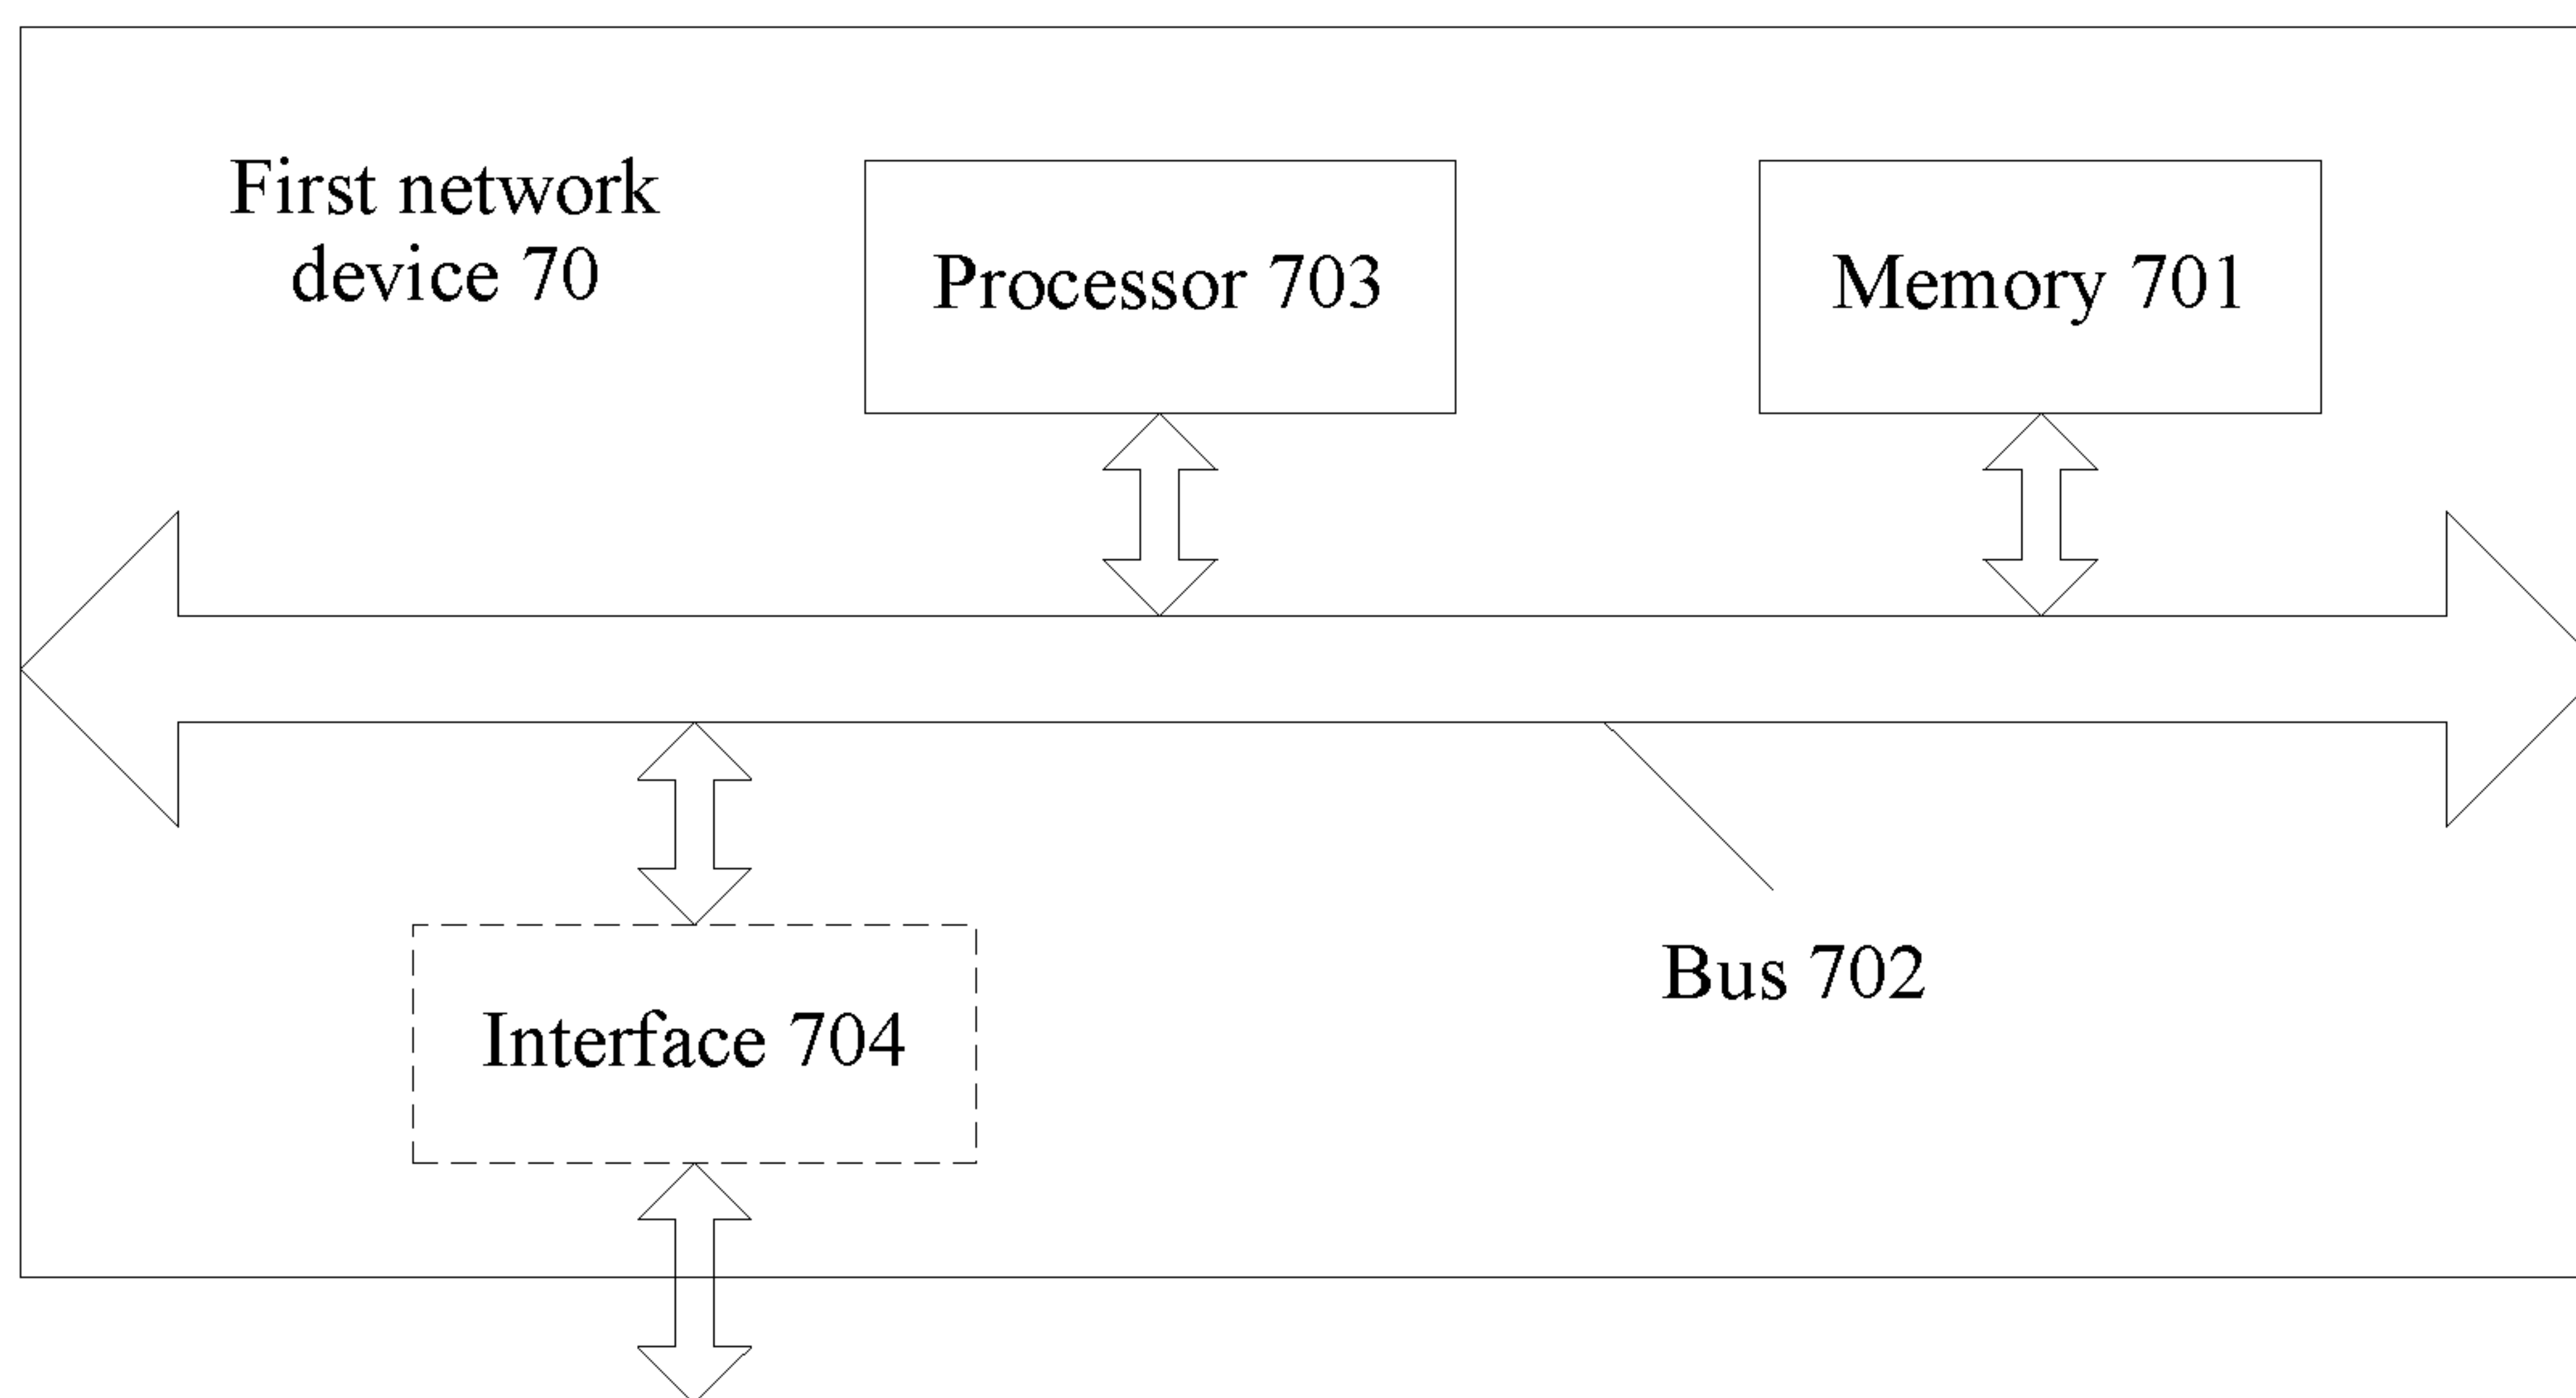 First network
device 70
Processor 703
Memory 701
Bus 702
Interface 704